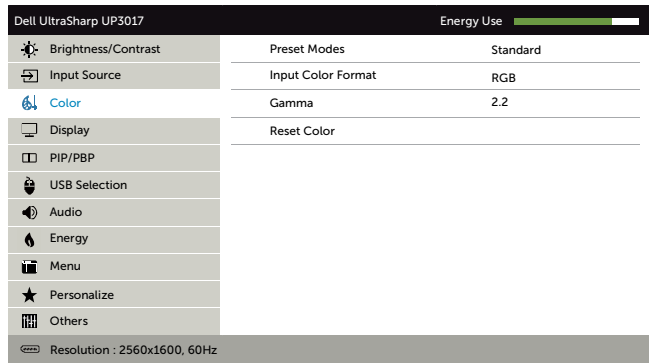 Dell UltraSharp UP3017 Energy Use
Brightness/Contrast Preset Modes Standard
Input Source Input Color Format RGB
Color Gamma 2.2
Display Reset Color
PIP/PBP
USB Selection
Audio
Energy
Menu
Personalize
Others
Resolution : 2560x1600, 60Hz